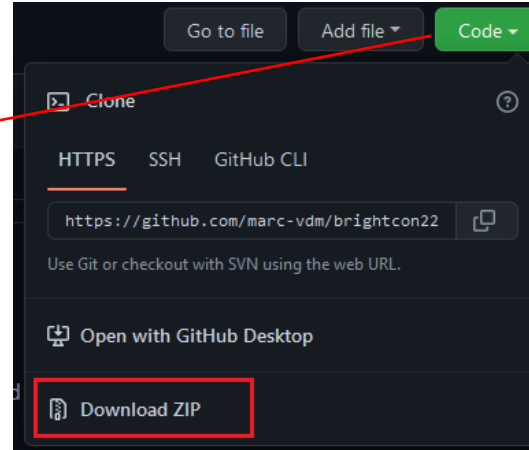 Go to file Add file Code
Clone
HTTPS SSH GitHub CLI
https://github.com/marc-vdm/brightcon22
Use Git or checkout with SVN using the web URL.
Open with GitHub Desktop
d
Download ZIP